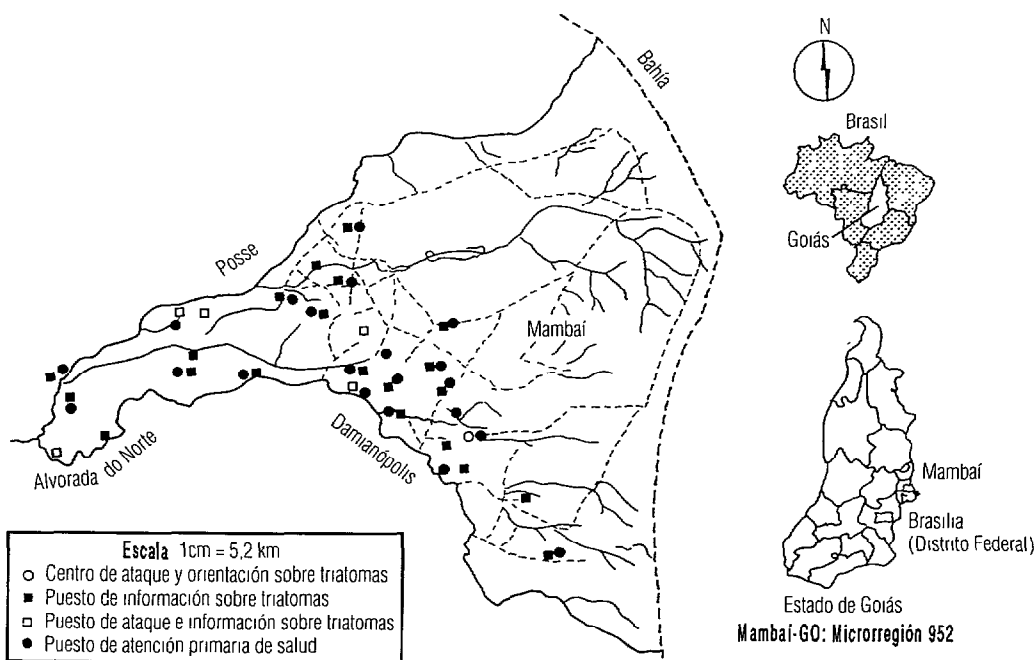 Bahía
N
Brasil
Goiás
Posse
Mambaí
Alvorada do Norte
Damianópolis
Mambaí
Brasilia
(Distrito Federal)
Estado de Goiás
Mambaí-GO: Microrregión 952
Escala 1cm = 5,2 km
Centro de ataque y orientación sobre triatomas
Puesto de información sobre triatomas
Puesto de ataque e información sobre triatomas
Puesto de atención primaria de salud